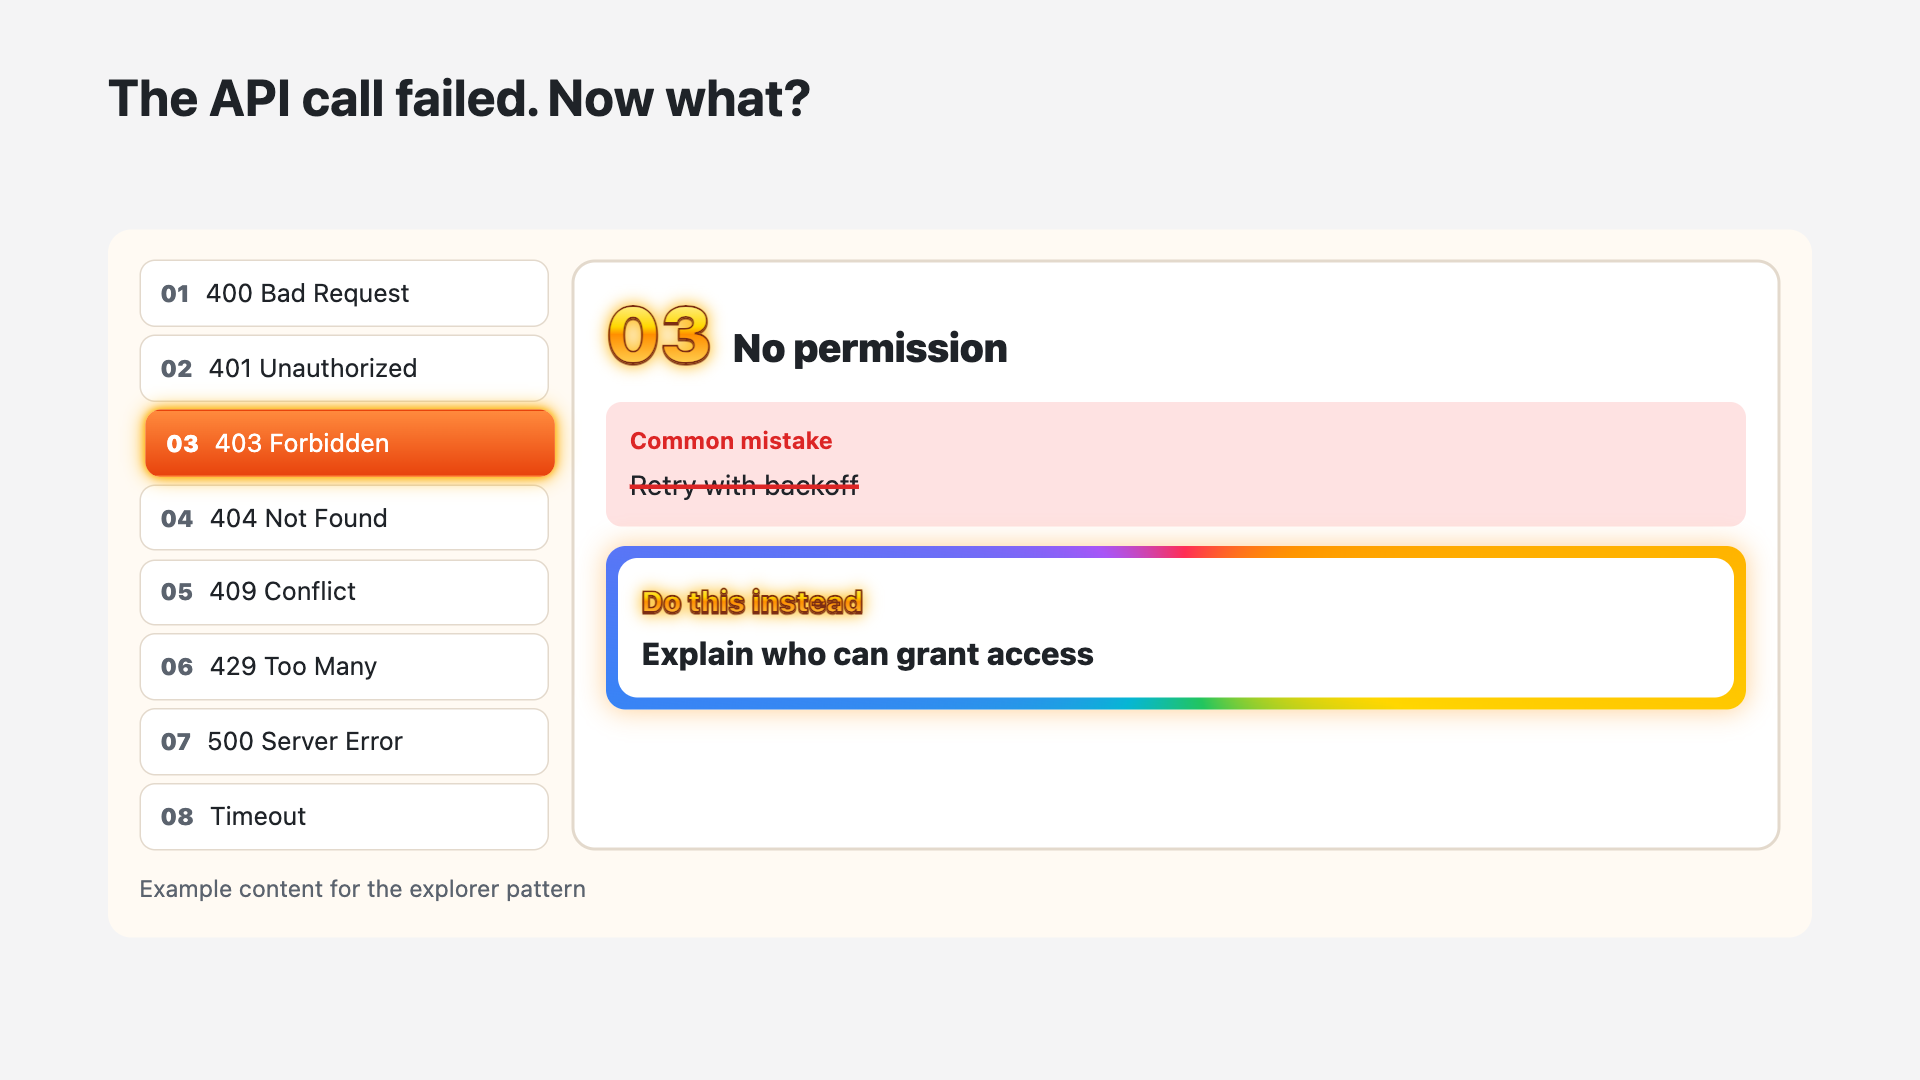 The API call failed. Now what?
01 400 Bad Request
02 401 Unauthorized
03 403 Forbidden
04 404 Not Found
05 409 Conflict
06 429 Too Many
07 500 Server Error
08 Timeout
03 No permission
Common mistake
Retry with backoff
Do this instead
Explain who can grant access
Example content for the explorer pattern